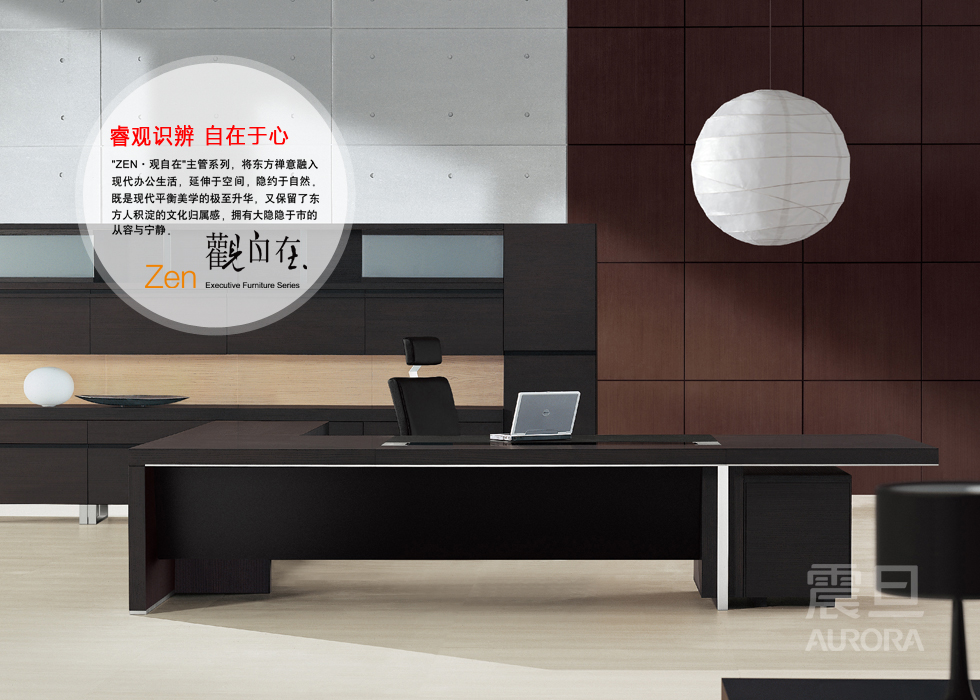 睿观识辨 自在于心
"ZEN·观自在"主管系列，将东方禅意融入
现代办公生活，延伸于空间，隐约于自然，
既是现代平衡美学的极至升华，又保留了东
方人积淀的文化归属感，拥有大隐隐于市的
从容与宁静。
觀自在
Zen Executive Furniture Series
震旦
AURORA